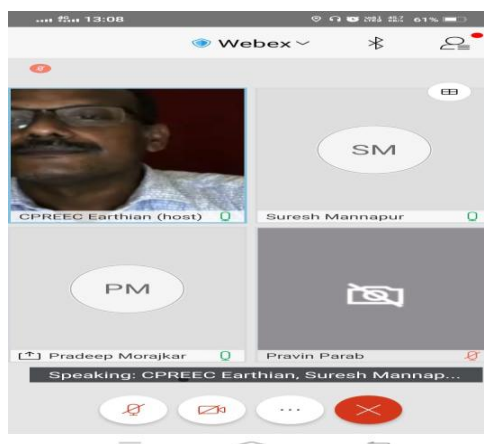 13:08
61%
Webex
SM
CPREEC Earthian (host)
Suresh Mannapur
PM
Pradeep Morajkar
Pravin Parab
Speaking: CPREEC Earthian, Suresh Mannap...